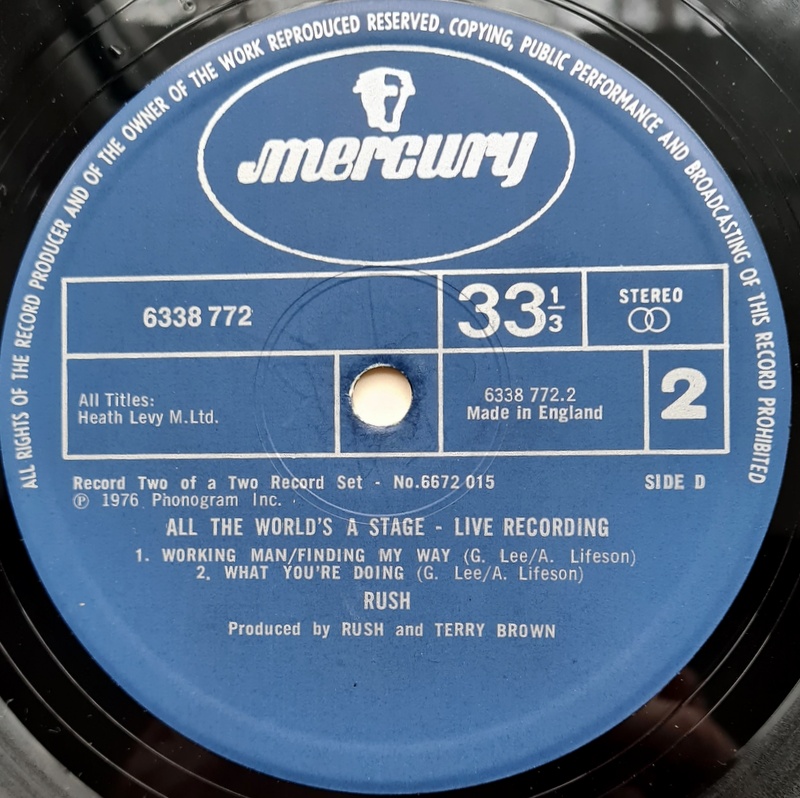 ALL RIGHTS OF THE RECORD PRODUCER AND OF THE OWNER OF THE WORK REPRODUCED RESERVED. COPYING, PUBLIC PERFORMANCE AND BROADCASTING OF THIS RECORD PROHIBITED
mercury
6338 772
33 1/3
STEREO
All Titles:
Heath Levy M.Ltd.
6338 772.2
Made in England
2
Record Two of a Two Record Set - No.6672 015
SIDE D
℗ 1976 Phonogram Inc.
ALL THE WORLD'S A STAGE - LIVE RECORDING
1. WORKING MAN/FINDING MY WAY (G. Lee/A. Lifeson)
2. WHAT YOU'RE DOING (G. Lee/A. Lifeson)
RUSH
Produced by RUSH and TERRY BROWN